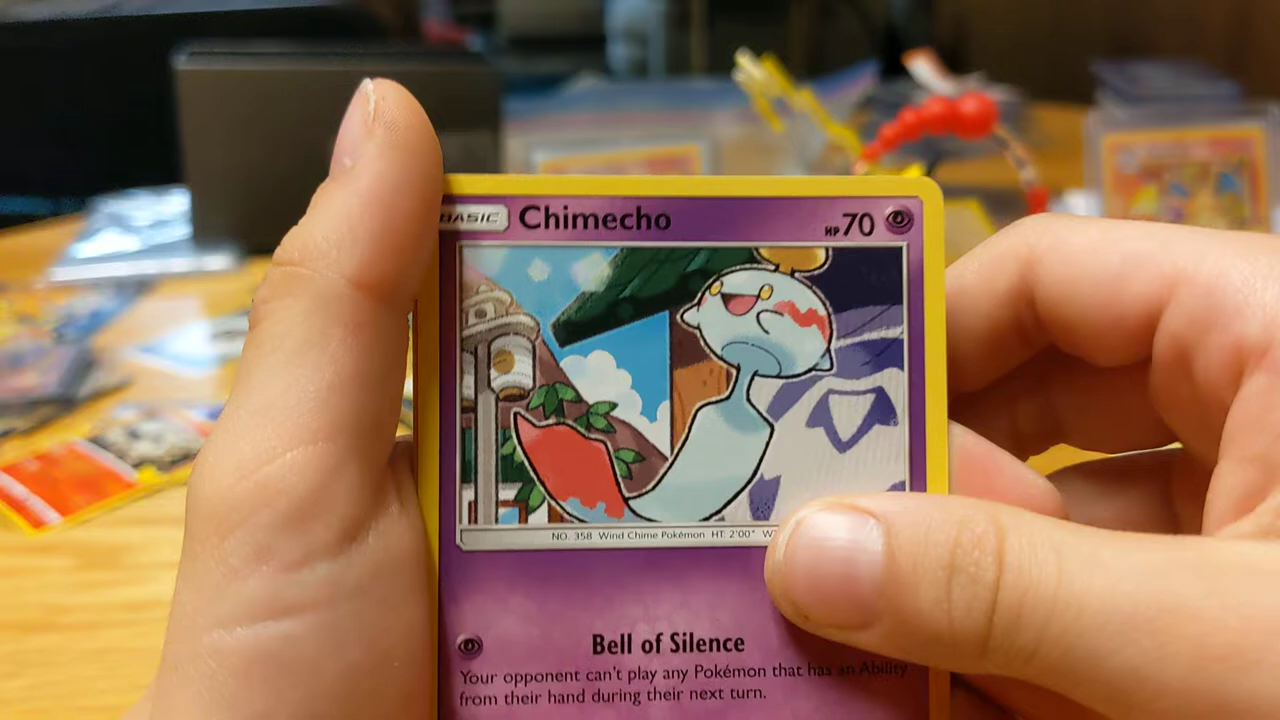 BASIC Chimecho HP 70
NO. 358 Wind Chime Pokémon HT: 2'00"
Bell of Silence
Your opponent can't play any Pokémon that has an Ability
from their hand during their next turn.